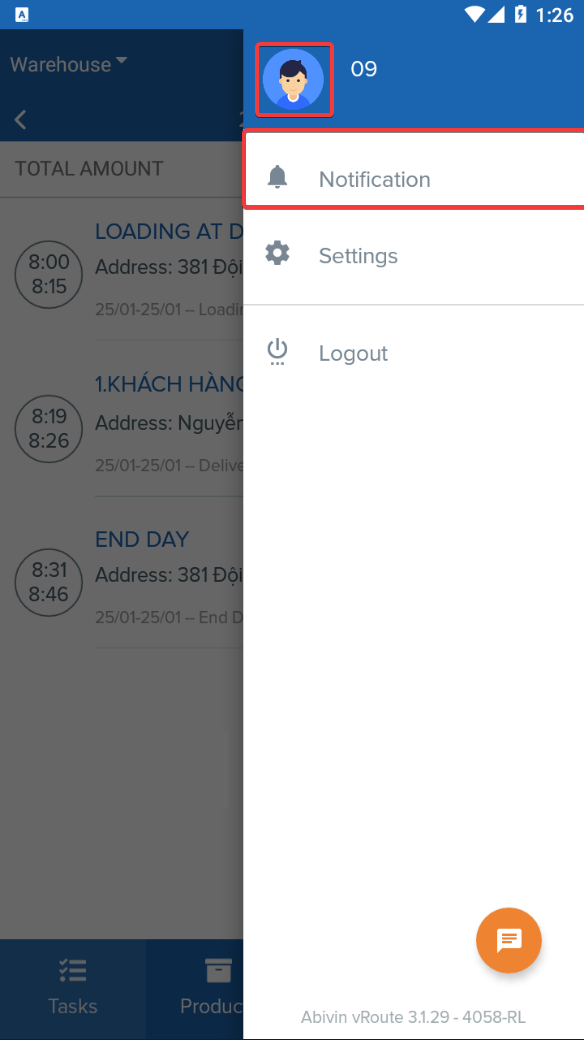 1:26
Warehouse
09
TOTAL AMOUNT
Notification
Settings
Logout
8:00
8:15
LOADING AT D
Address: 381 Đội
25/01-25/01 -- Loadin
8:19
8:26
1.KHÁCH HÀNG
Address: Nguyễn
25/01-25/01 -- Delive
8:31
8:46
END DAY
Address: 381 Đội
25/01-25/01 -- End D
Tasks
Produc
Abivin vRoute 3.1.29 - 4058-RL